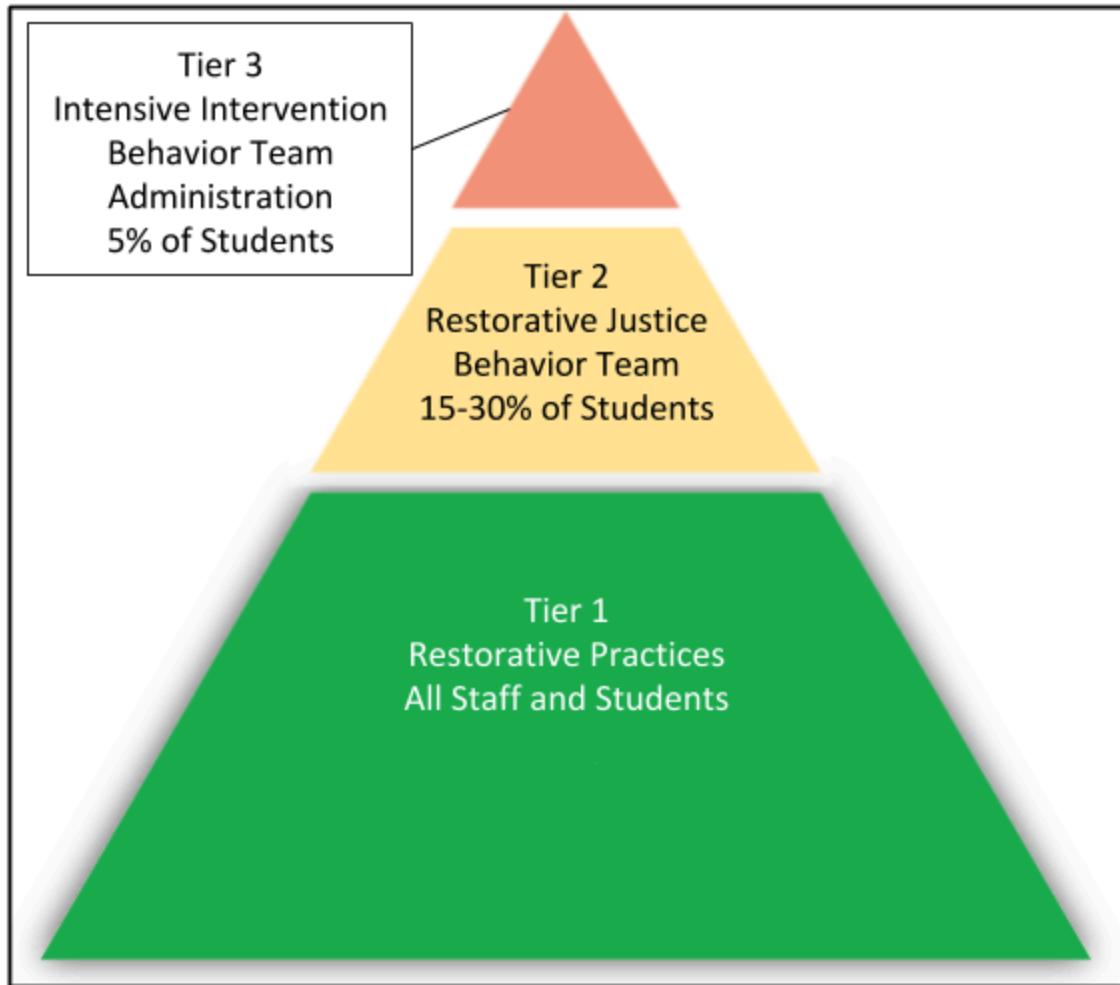 Tier 3
Intensive Intervention
Behavior Team
Administration
5% of Students
Tier 2
Restorative Justice
Behavior Team
15-30% of Students
Tier 1
Restorative Practices
All Staff and Students